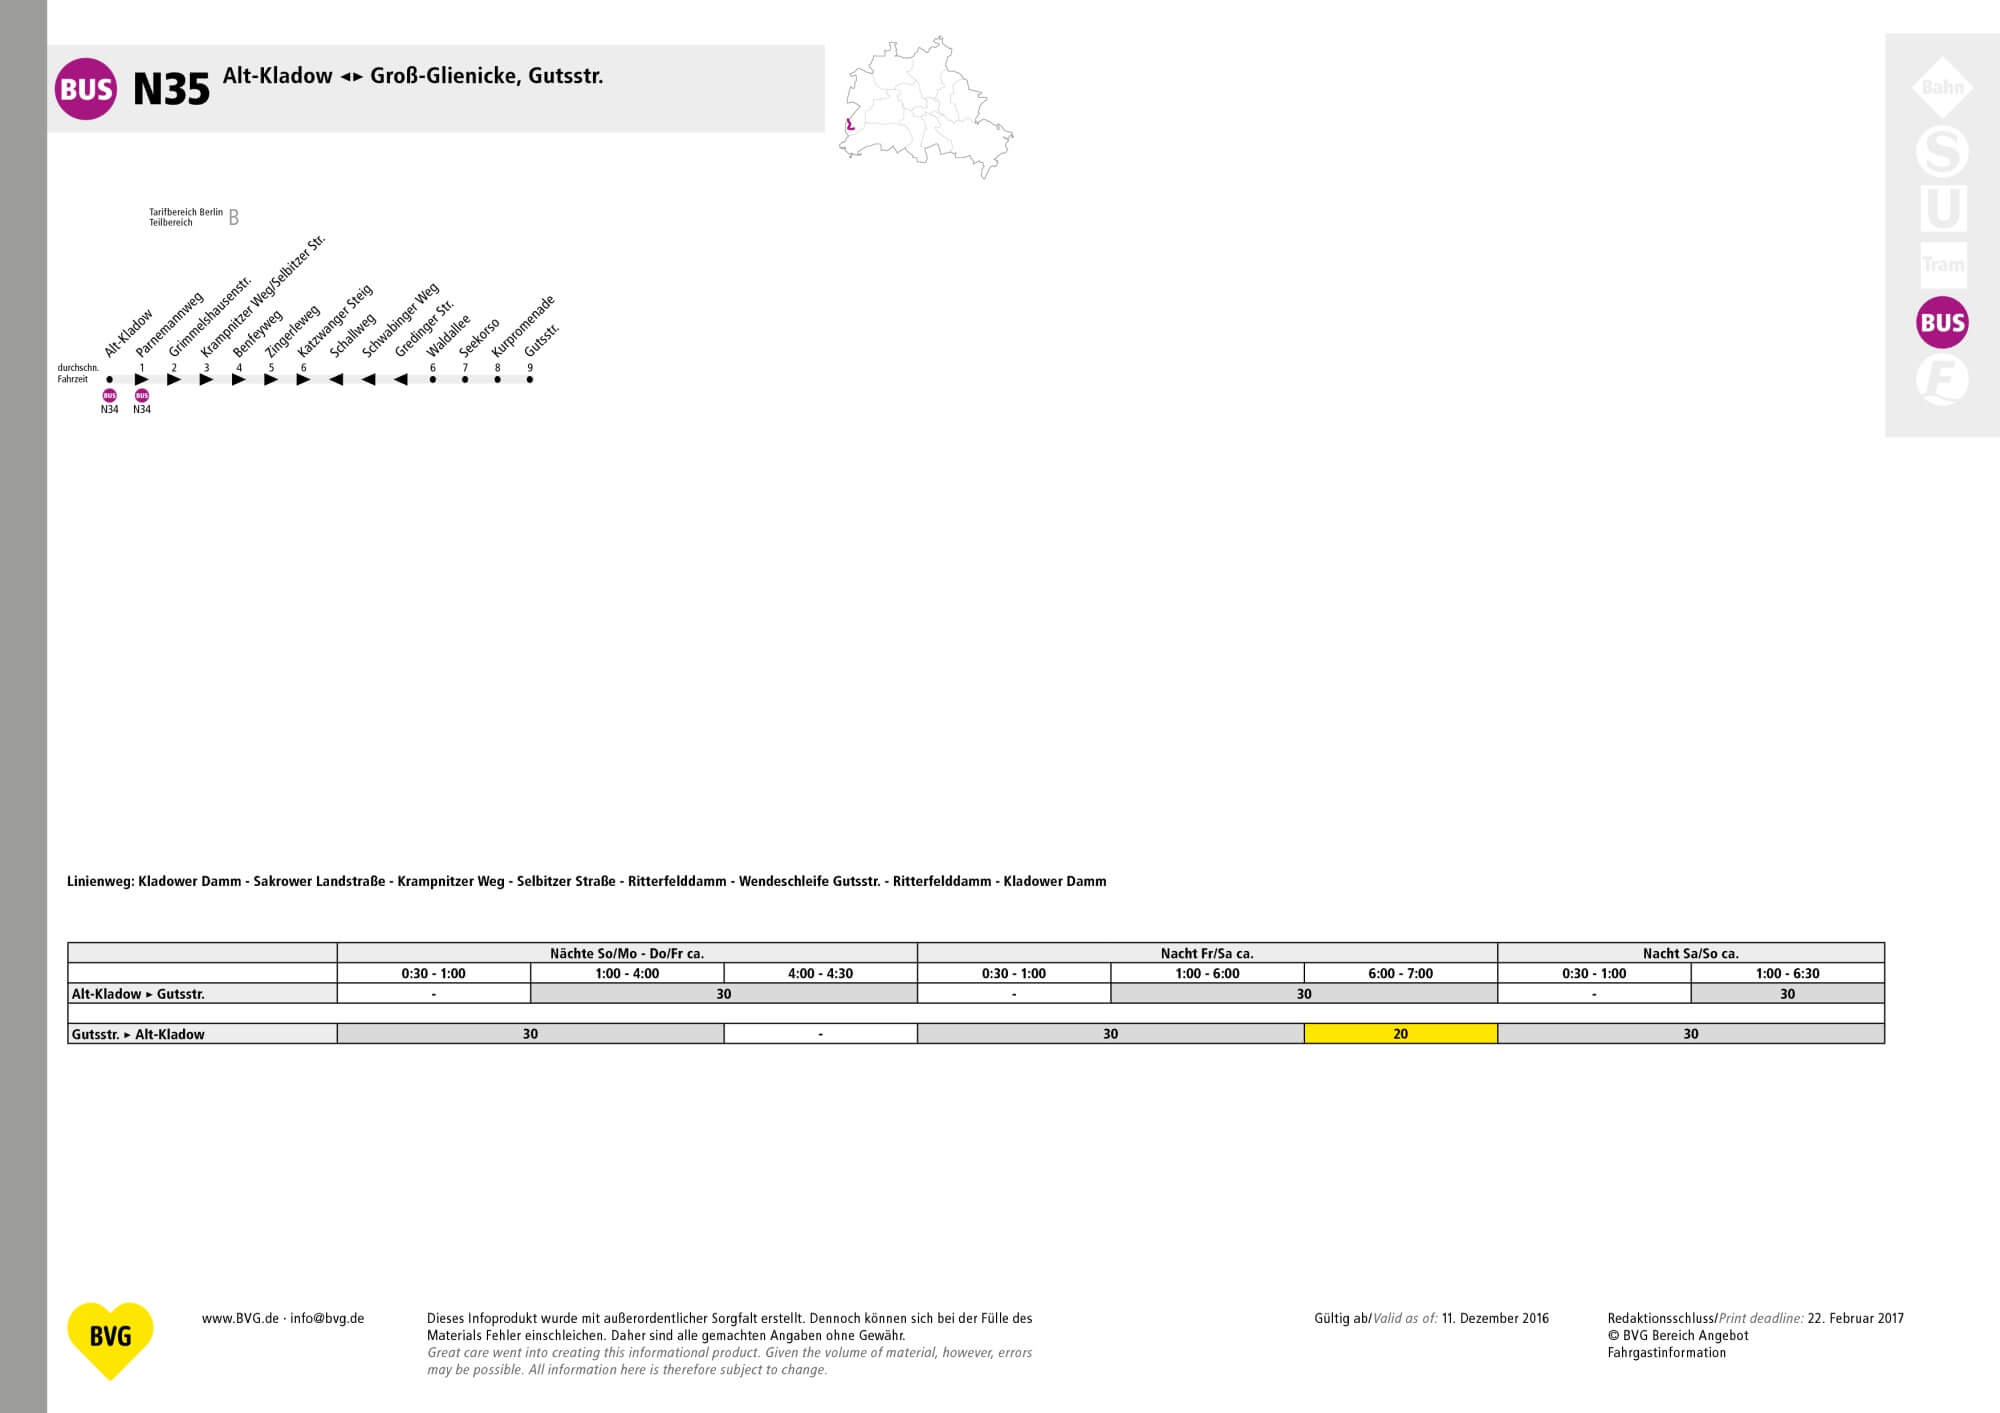 BUS N35 Alt-Kladow ◄► Groß-Glienicke, Gutsstr.
Bahn
S
U
Tram
BUS
F
Tarifbereich Berlin
Teilbereich B
Alt-Kladow
Parnemannweg
Grimmelshausenstr.
Krampnitzer Weg/Selbitzer Str.
Benfeyweg
Zingerleweg
Katzwanger Steig
Schallweg
Schwabinger Weg
Gredinger Str.
Waldallee
Seekorso
Kurpromenade
Gutsstr.
durchschn. 1 2 3 4 5 6 6 7 8 9
Fahrzeit
BUS BUS
N34 N34
Linienweg: Kladower Damm - Sakrower Landstraße - Krampnitzer Weg - Selbitzer Straße - Ritterfelddamm - Wendeschleife Gutsstr. - Ritterfelddamm - Kladower Damm
Nächte So/Mo - Do/Fr ca. Nacht Fr/Sa ca. Nacht Sa/So ca.
0:30 - 1:00 1:00 - 4:00 4:00 - 4:30 0:30 - 1:00 1:00 - 6:00 6:00 - 7:00 0:30 - 1:00 1:00 - 6:30
Alt-Kladow ► Gutsstr. - 30 - 30 - 30
Gutsstr. ► Alt-Kladow 30 - 30 20 30
BVG
www.BVG.de · info@bvg.de
Dieses Infoprodukt wurde mit außerordentlicher Sorgfalt erstellt. Dennoch können sich bei der Fülle des
Materials Fehler einschleichen. Daher sind alle gemachten Angaben ohne Gewähr.
Great care went into creating this informational product. Given the volume of material, however, errors
may be possible. All information here is therefore subject to change.
Gültig ab/Valid as of: 11. Dezember 2016
Redaktionsschluss/Print deadline: 22. Februar 2017
© BVG Bereich Angebot
Fahrgastinformation